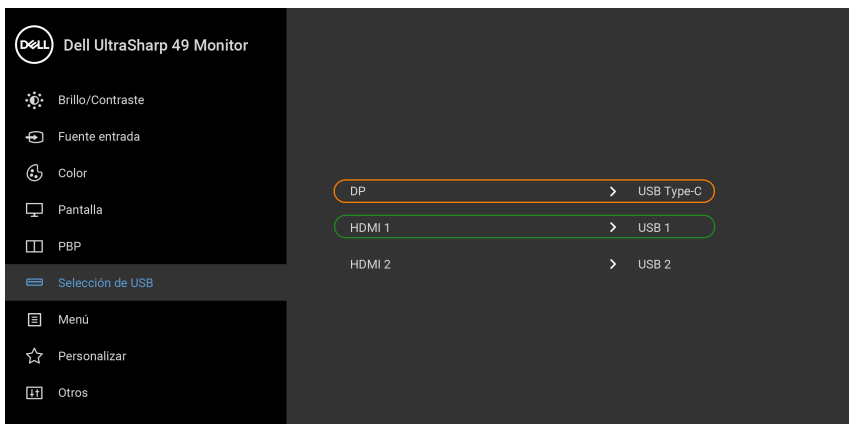 DELL Dell UltraSharp 49 Monitor
Brillo/Contraste
Fuente entrada
Color
Pantalla
PBP
Selección de USB
Menú
Personalizar
Otros
DP > USB Type-C
HDMI 1 > USB 1
HDMI 2 > USB 2